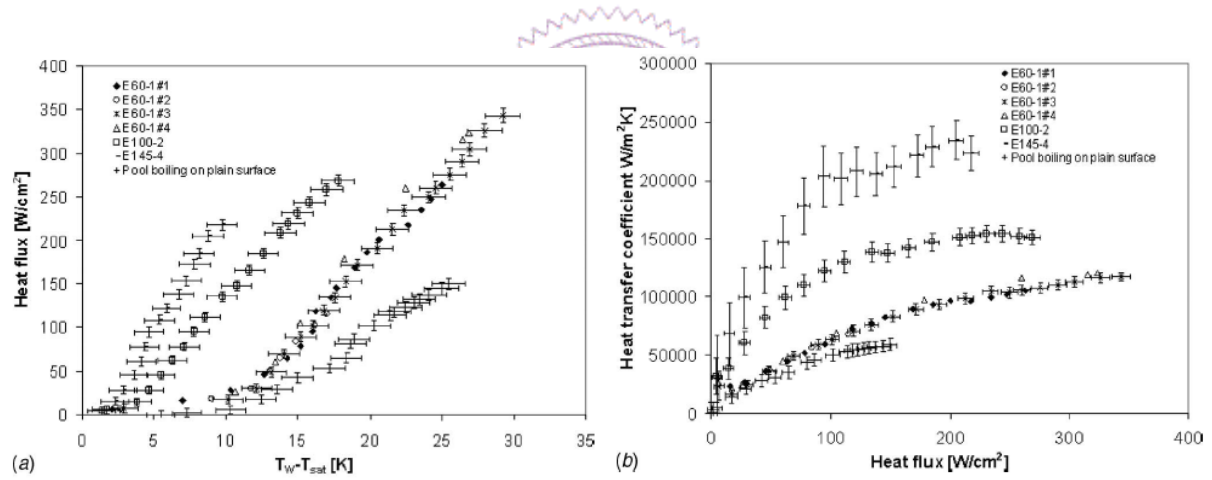 400
350
300
250
200
150
100
50
0
Heat flux [W/cm²]
E60-1#1
E60-1#2
E60-1#3
E60-1#4
E100-2
E145-4
Pool boiling on plain surface
0 5 10 15 20 25 30 35
(a)
T_W-T_sat [K]
300000
250000
200000
150000
100000
50000
0
Heat transfer coefficient W/m²K
E60-1#1
E60-1#2
E60-1#3
E60-1#4
E100-2
E145-4
Pool boiling on plain surface
0 100 200 300 400
(b)
Heat flux [W/cm²]